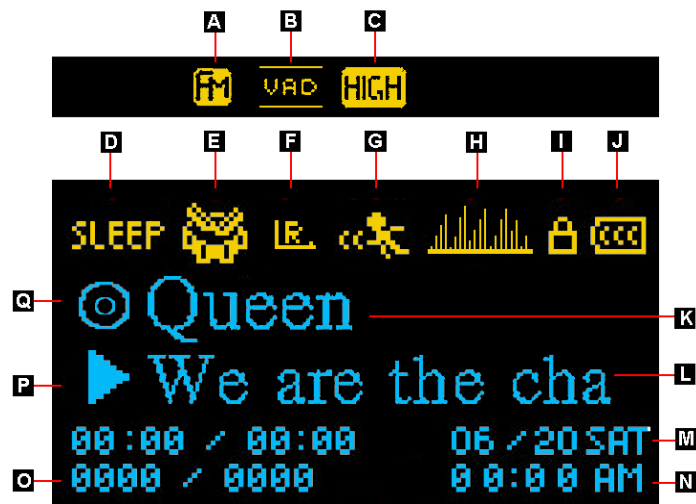 A B C
FM VAD HIGH
D E F G H I J
SLEEP R.
Q Queen K
P We are the cha L
00:00 / 00:00 06/20 SAT M
O 0000 / 0000 00:00 AM N